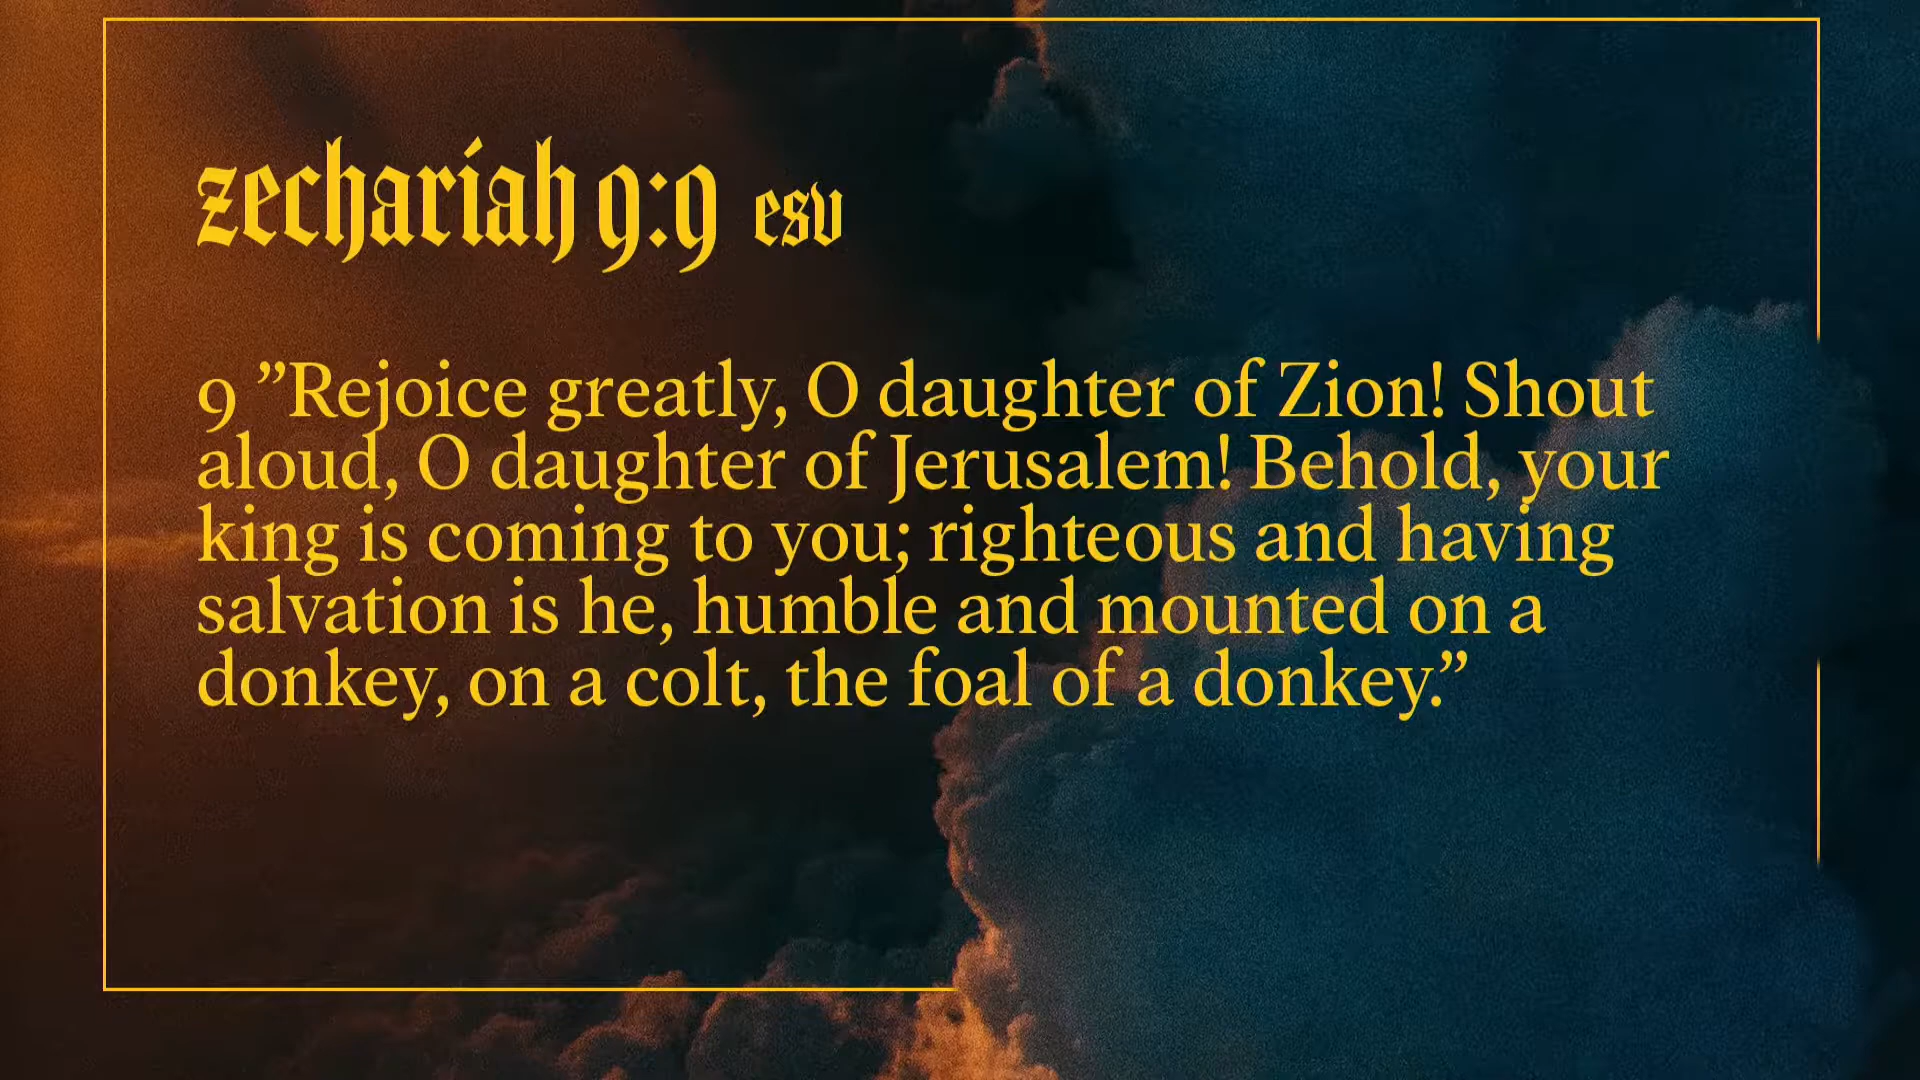 zechariah 9:9 esv
9 ”Rejoice greatly, O daughter of Zion! Shout
aloud, O daughter of Jerusalem! Behold, your
king is coming to you; righteous and having
salvation is he, humble and mounted on a
donkey, on a colt, the foal of a donkey.”